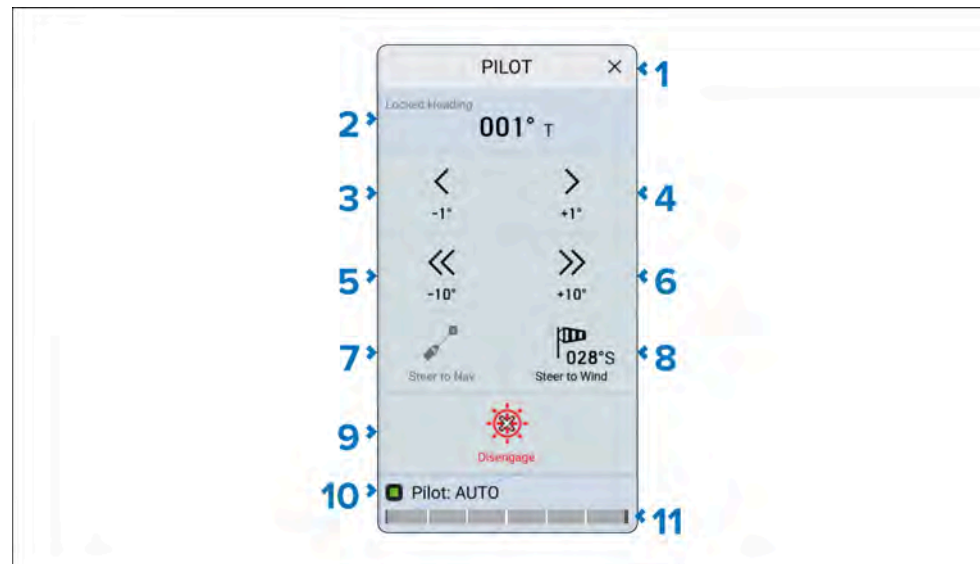 PILOT × 1
Locked Heading
2 001° T
3 < > 4
-1° +1°
5 << >> 6
-10° +10°
7 028°S 8
Steer to Nav Steer to Wind
9
Disengage
10 Pilot: AUTO
11